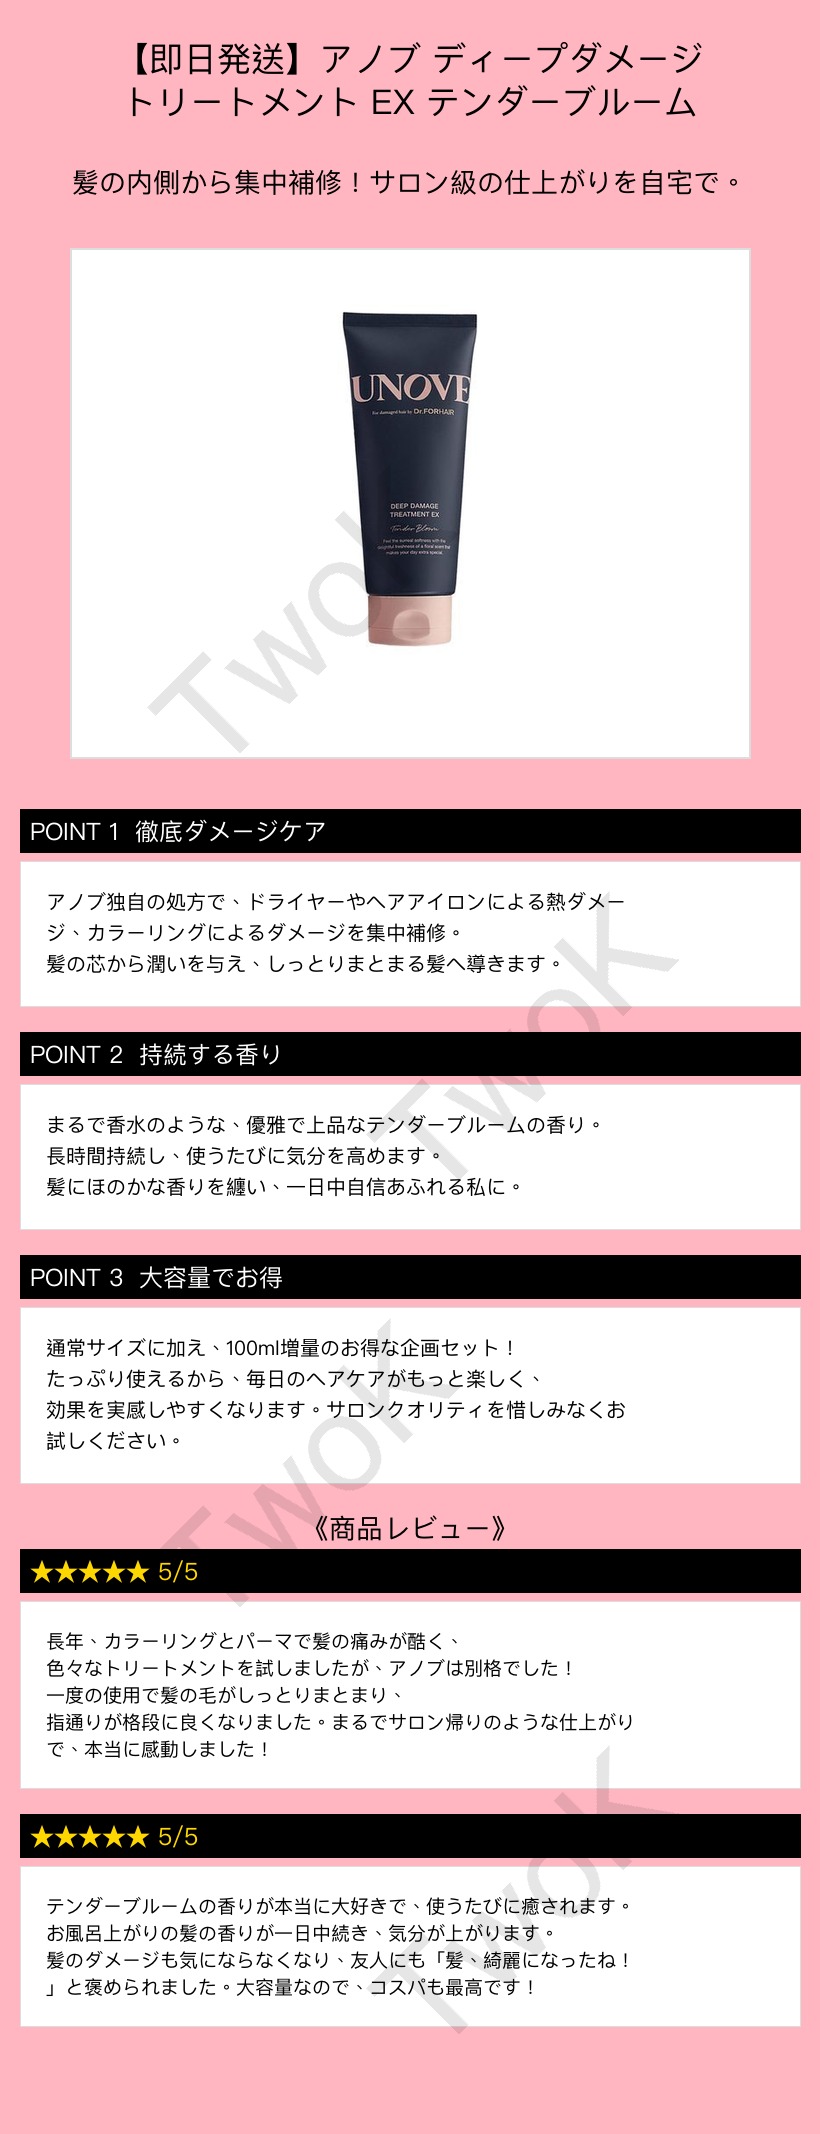 【即日発送】アノブ ディープダメージ
トリートメント EX テンダーブルーム
髪の内側から集中補修！サロン級の仕上がりを自宅で。
UNOVE
For damaged hair by Dr.FORHAIR
DEEP DAMAGE
TREATMENT EX
Tender Bloom
Feel the surreal softness with the
delightful freshness of a floral scent that
makes your day extra special.
TwoK
POINT 1 徹底ダメージケア
アノブ独自の処方で、ドライヤーやヘアアイロンによる熱ダメー
ジ、カラーリングによるダメージを集中補修。
髪の芯から潤いを与え、しっとりまとまる髪へ導きます。
TwoK
POINT 2 持続する香り
まるで香水のような、優雅で上品なテンダーブルームの香り。
長時間持続し、使うたびに気分を高めます。
髪にほのかな香りを纏い、一日中自信あふれる私に。
POINT 3 大容量でお得
通常サイズに加え、100ml増量のお得な企画セット！
たっぷり使えるから、毎日のヘアケアがもっと楽しく、
効果を実感しやすくなります。サロンクオリティを惜しみなくお
試しください。
TwoK
《商品レビュー》
★★★★★ 5/5
長年、カラーリングとパーマで髪の痛みが酷く、
色々なトリートメントを試しましたが、アノブは別格でした！
一度の使用で髪の毛がしっとりまとまり、
指通りが格段に良くなりました。まるでサロン帰りのような仕上がり
で、本当に感動しました！
★★★★★ 5/5
テンダーブルームの香りが本当に大好きで、使うたびに癒されます。
お風呂上がりの髪の香りが一日中続き、気分が上がります。
髪のダメージも気にならなくなり、友人にも「髪、綺麗になったね！
」と褒められました。大容量なので、コスパも最高です！
TwoK